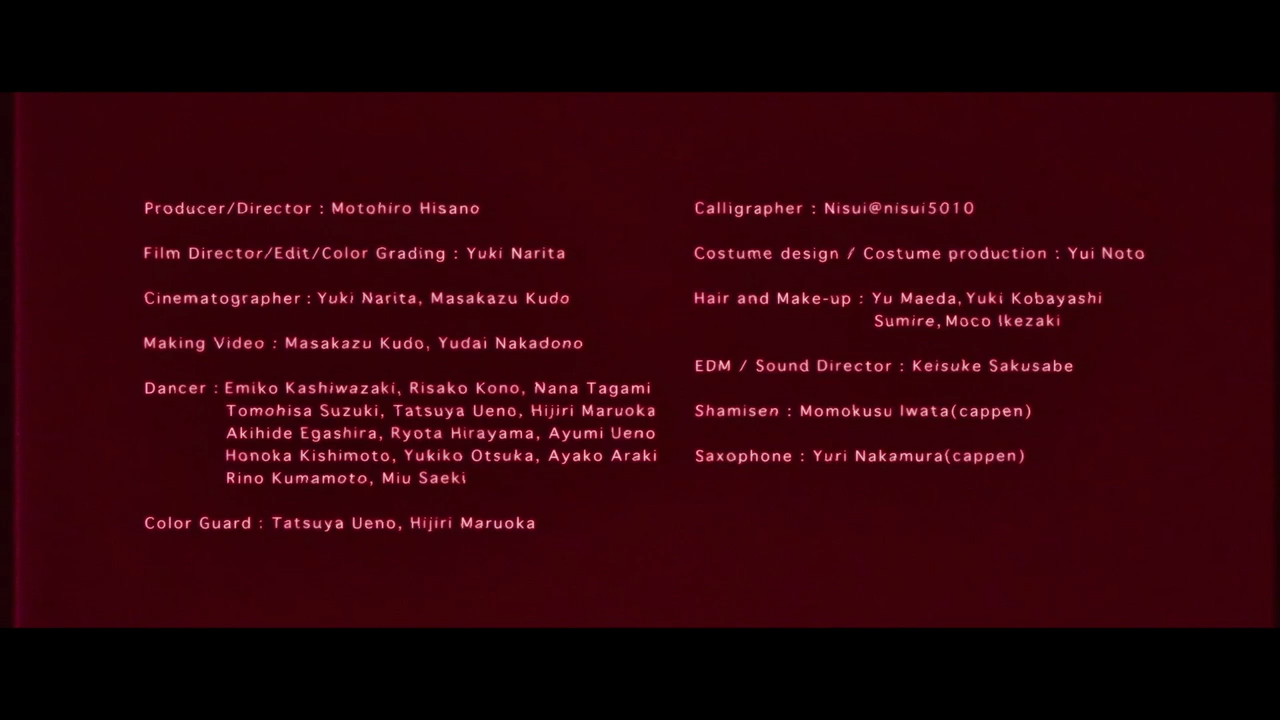 Producer/Director : Motohiro Hisano
Film Director/Edit/Color Grading : Yuki Narita
Cinematographer : Yuki Narita, Masakazu Kudo
Making Video : Masakazu Kudo, Yudai Nakadono
Dancer : Emiko Kashiwazaki, Risako Kono, Nana Tagami
Tomohisa Suzuki, Tatsuya Ueno, Hijiri Maruoka
Akihide Egashira, Ryota Hirayama, Ayumi Ueno
Honoka Kishimoto, Yukiko Otsuka, Ayako Araki
Rino Kumamoto, Miu Saeki
Color Guard : Tatsuya Ueno, Hijiri Maruoka
Calligrapher : Nisui@nisui5010
Costume design / Costume production : Yui Noto
Hair and Make-up : Yu Maeda,Yuki Kobayashi
Sumire,Moco Ikezaki
EDM / Sound Director : Keisuke Sakusabe
Shamisen : Momokusu Iwata(cappen)
Saxophone : Yuri Nakamura(cappen)